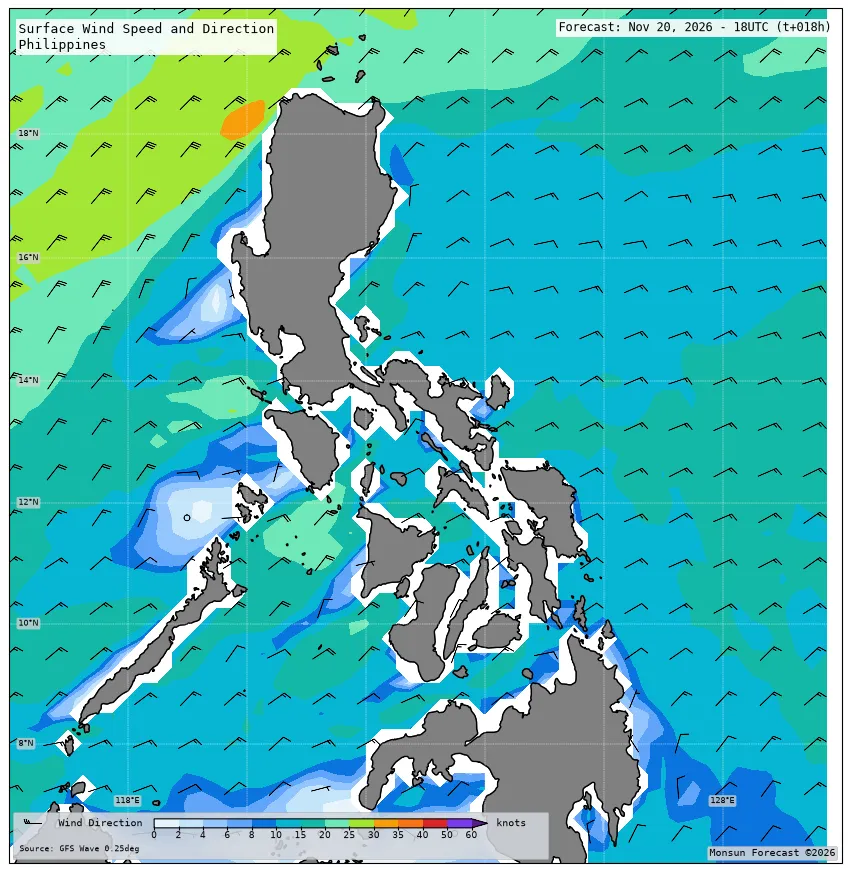 Surface Wind Speed and Direction
Philippines
Forecast: Nov 20, 2026 - 18UTC (t+018h)
18°N
16°N
14°N
12°N
10°N
8°N
118°E
128°E
Wind Direction
knots
0 2 4 6 8 10 15 20 25 30 35 40 50 60
Source: GFS Wave 0.25deg
Monsun Forecast ©2026